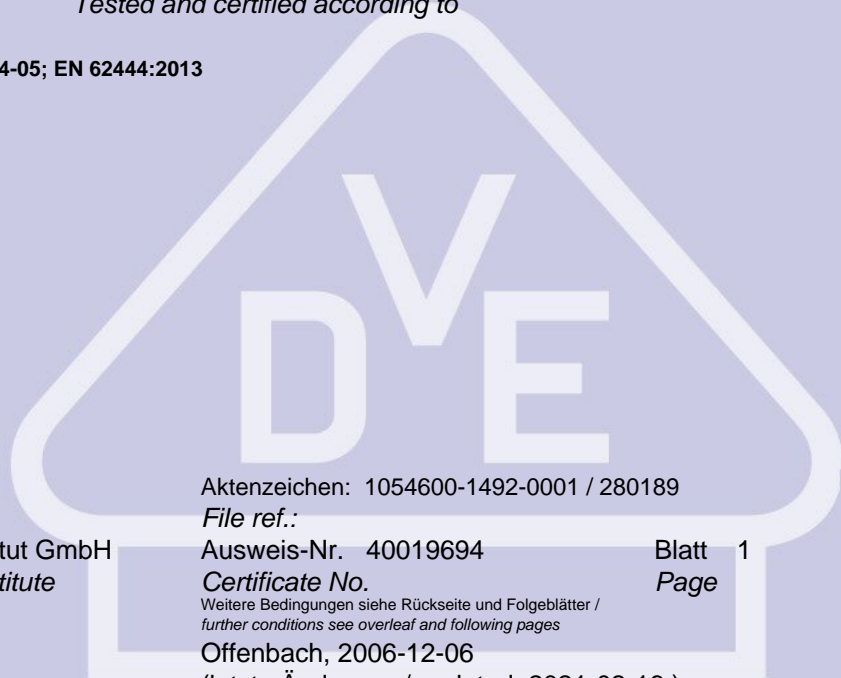 Tested and certified according to
4-05; EN 62444:2013
D V E
Aktenzeichen: 1054600-1492-0001 / 280189
File ref.:
tut GmbH Ausweis-Nr. 40019694 Blatt 1
titute Certificate No. Page
Weitere Bedingungen siehe Rückseite und Folgeblätter /
further conditions see overleaf and following pages
Offenbach, 2006-12-06